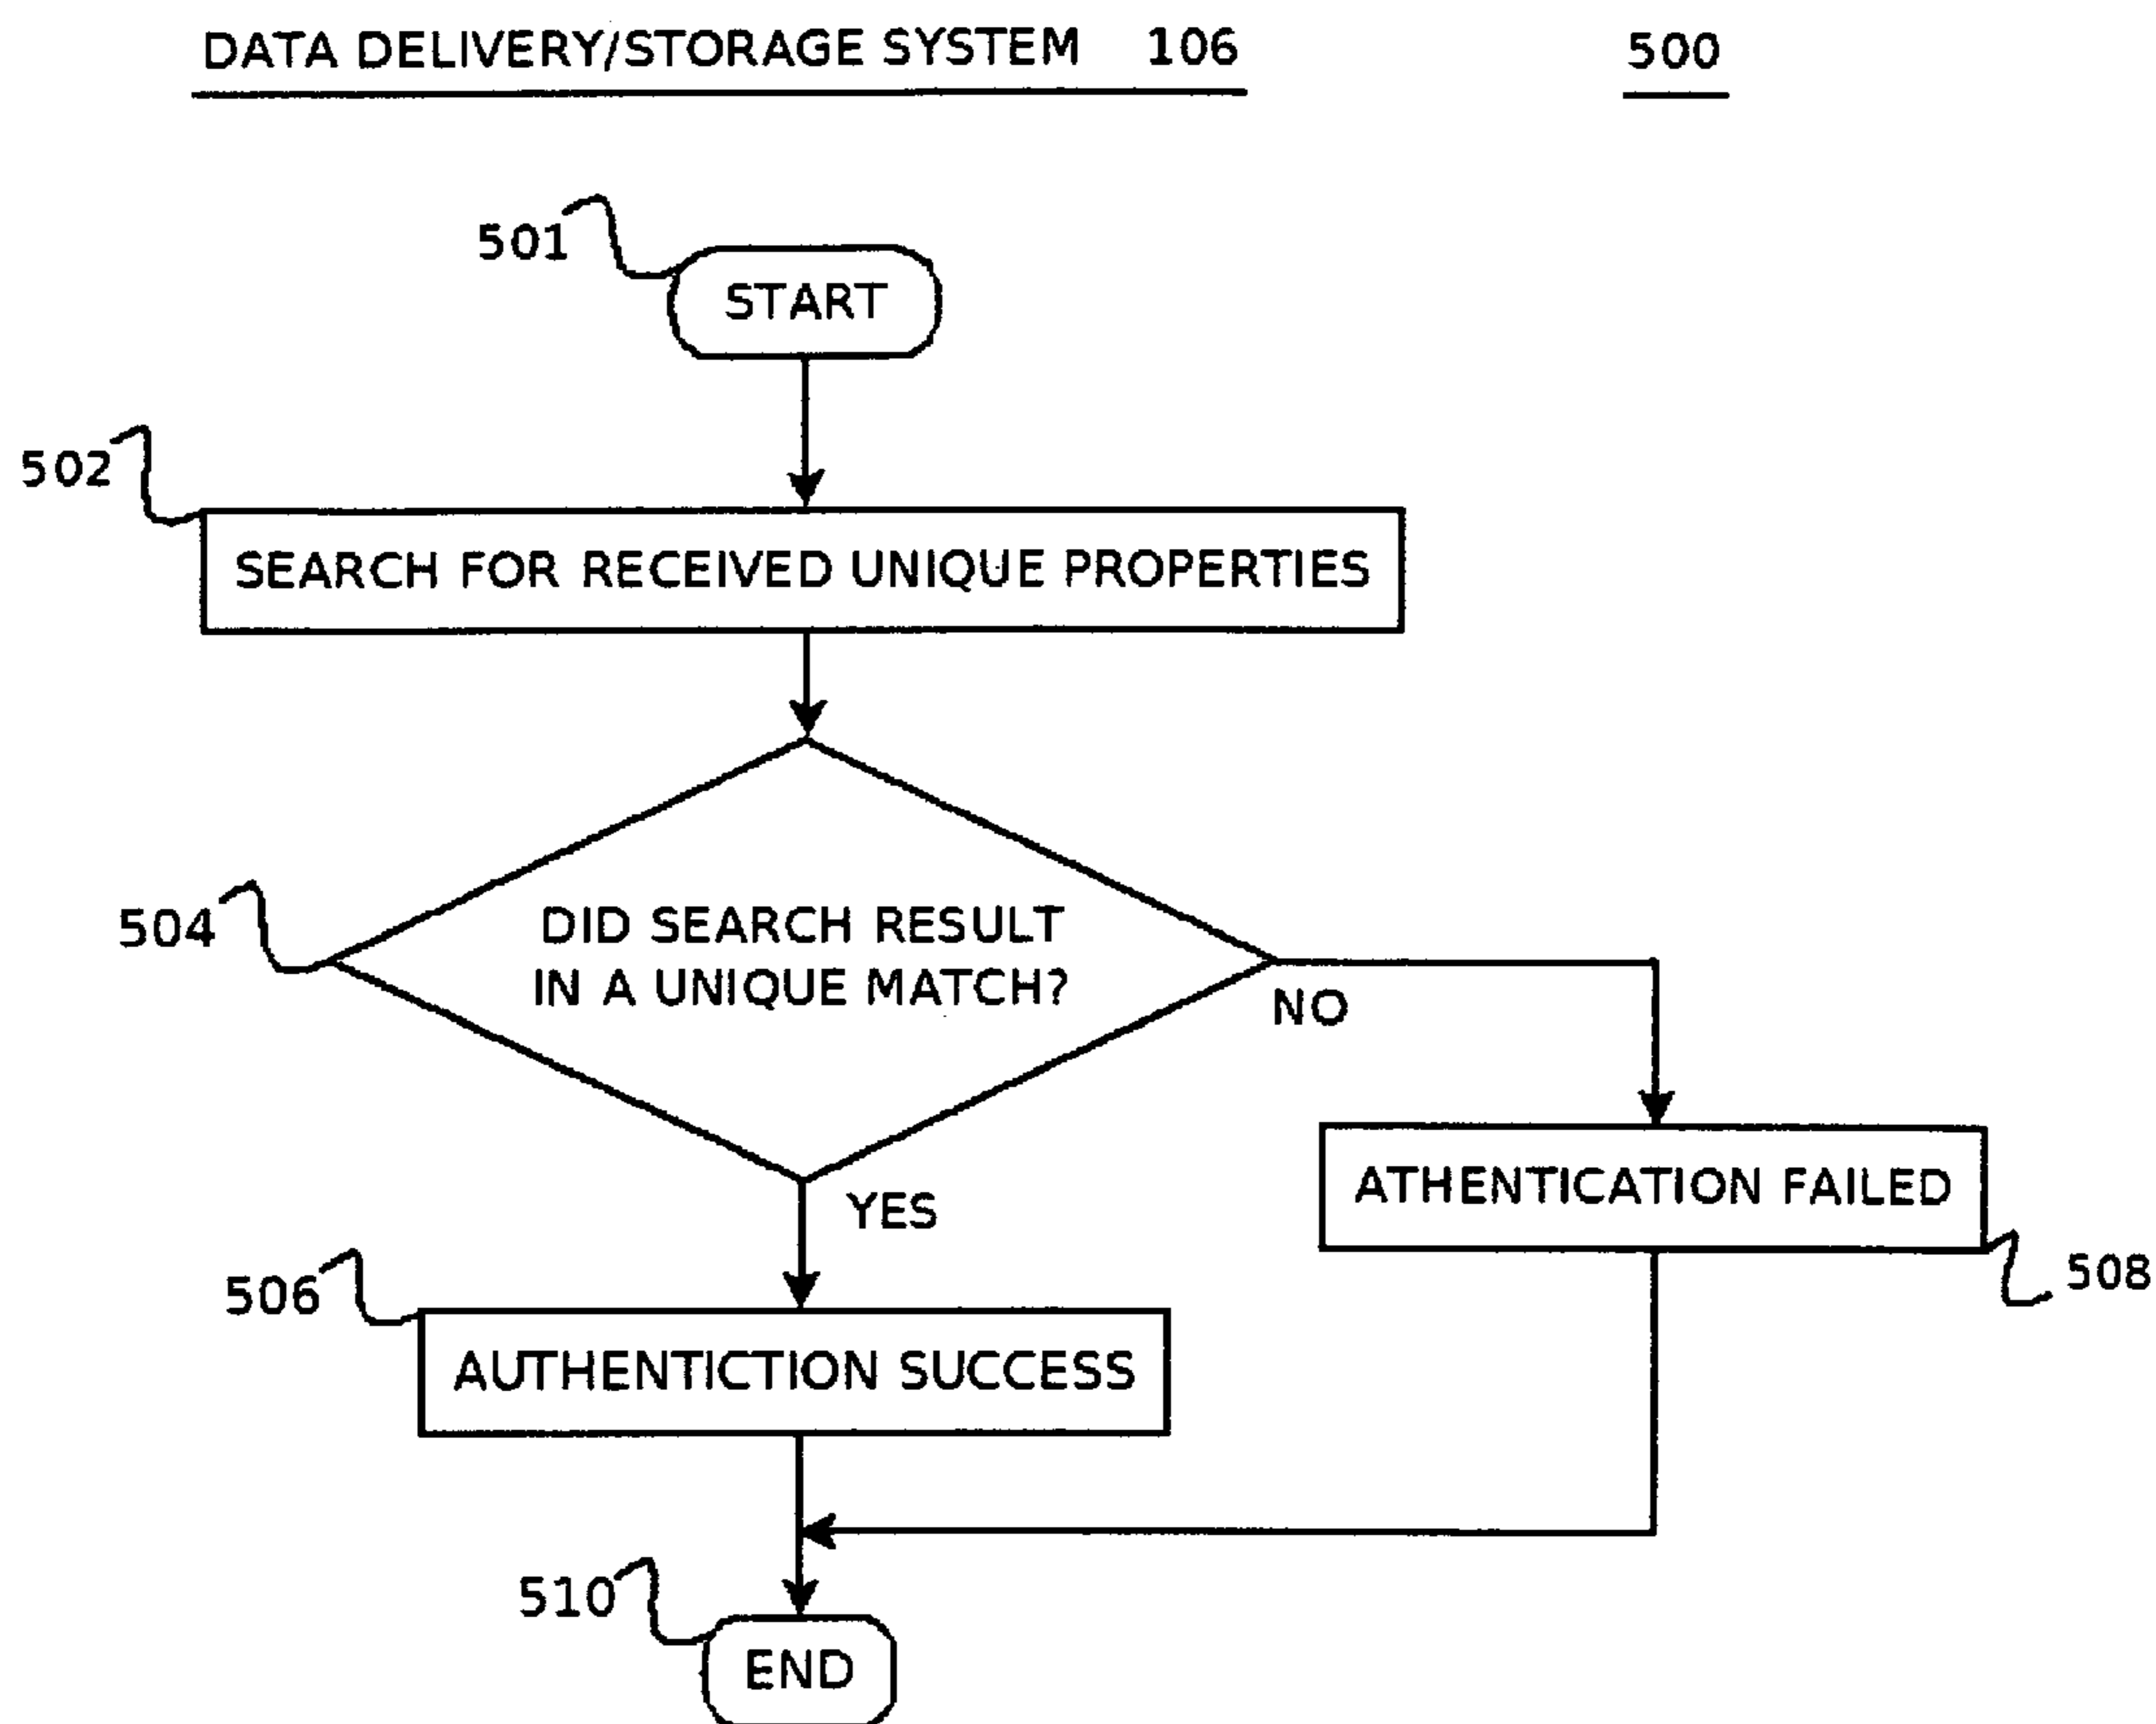 DATA DELIVERY/STORAGE SYSTEM 106
500
501
START
502
SEARCH FOR RECEIVED UNIQUE PROPERTIES
504
DID SEARCH RESULT
IN A UNIQUE MATCH?
NO
YES
ATHENTICATION FAILED
508
506
AUTHENTICTION SUCCESS
510
END